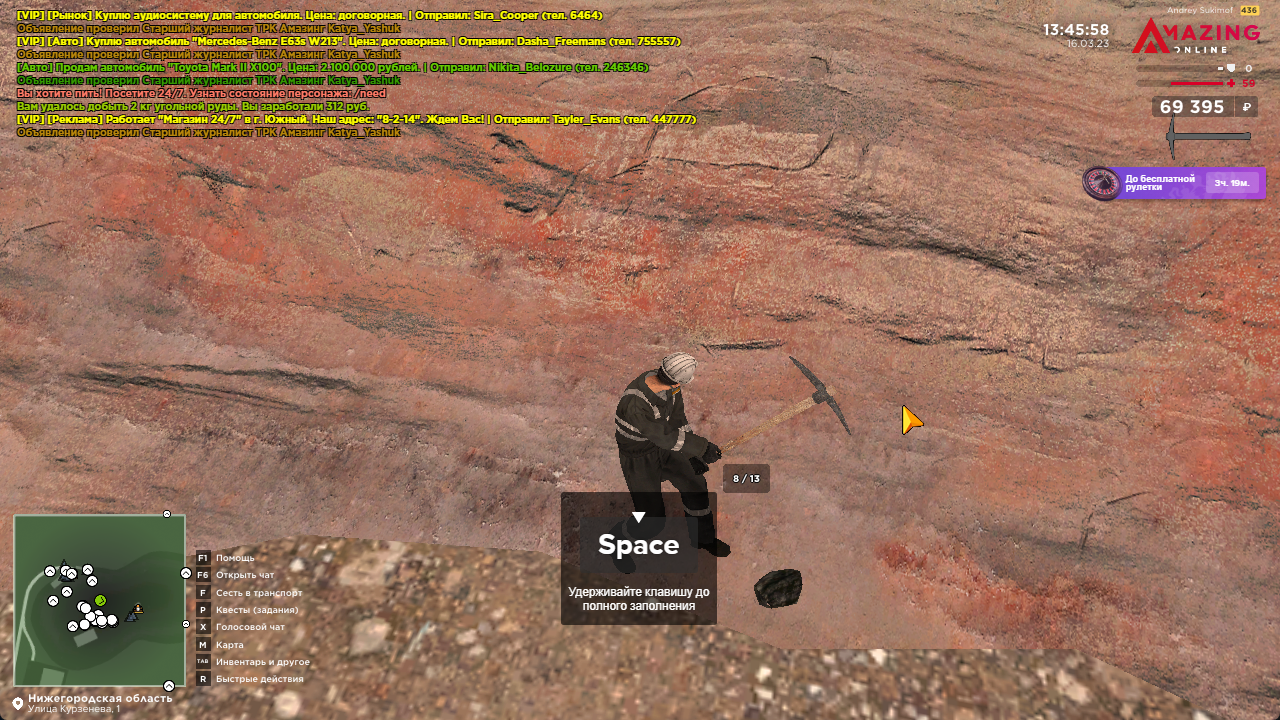 [VIP] [Рынок] Куплю аудиосистему для автомобиля. Цена: договорная. | Отправил: Sira_Cooper (тел. 6464)
Объявление проверил Старший журналист ТРК Амазинг Katya_Yashuk
[VIP] [Авто] Куплю автомобиль "Mercedes-Benz E63s W213". Цена: договорная. | Отправил: Dasha_Freemans (тел. 755557)
Объявление проверил Старший журналист ТРК Амазинг Katya_Yashuk
[Авто] Продам автомобиль "Toyota Mark II X100". Цена: 2.100.000 рублей. | Отправил: Nikita_Belozure (тел. 246346)
Объявление проверил Старший журналист ТРК Амазинг Katya_Yashuk
Вы хотите пить! Посетите 24/7. Узнать состояние персонажа: /need
Вам удалось добыть 2 кг угольной руды. Вы заработали 312 руб.
[VIP] [Реклама] Работает "Магазин 24/7" в г. Южный. Наш адрес: "8-2-14". Ждем Вас! | Отправил: Tayler_Evans (тел. 447777)
Объявление проверил Старший журналист ТРК Амазинг Katya_Yashuk
Andrey Sukimof 436
13:45:58
16.03.23
AMAZING
ONLINE
0
59
69 395 ₽
До бесплатной
рулетки
3ч. 19м.
8 / 13
Space
Удерживайте клавишу до
полного заполнения
F1 Помощь
F6 Открыть чат
F Сесть в транспорт
P Квесты (задания)
X Голосовой чат
M Карта
TAB Инвентарь и другое
R Быстрые действия
Нижегородская область
Улица Курзенева, 1